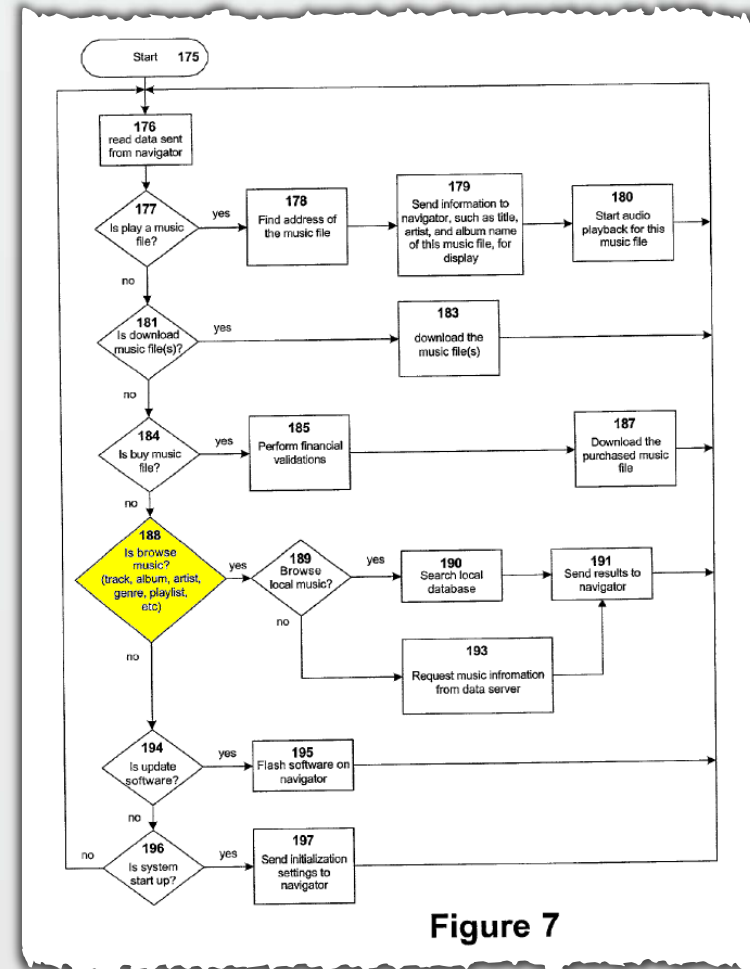 Start 175
176
read data sent
from navigator
177
Is play a music
file?
yes
178
Find address of
the music file
179
Send information to
navigator, such as title,
artist, and album name
of this music file, for
display
180
Start audio
playback for this
music file
no
181
Is download
music file(s)?
yes
183
download the
music file(s)
no
184
Is buy music
file?
yes
185
Perform financial
validations
187
Download the
purchased music
file
no
188
Is browse
music?
(track, album, artist,
genre, playlist,
etc)
yes
189
Browse
local music?
yes
190
Search local
database
191
Send results to
navigator
no
193
Request music infromation
from data server
no
194
Is update
software?
yes
195
Flash software on
navigator
no
196
Is system
start up?
no
yes
197
Send initialization
settings to
navigator
Figure 7